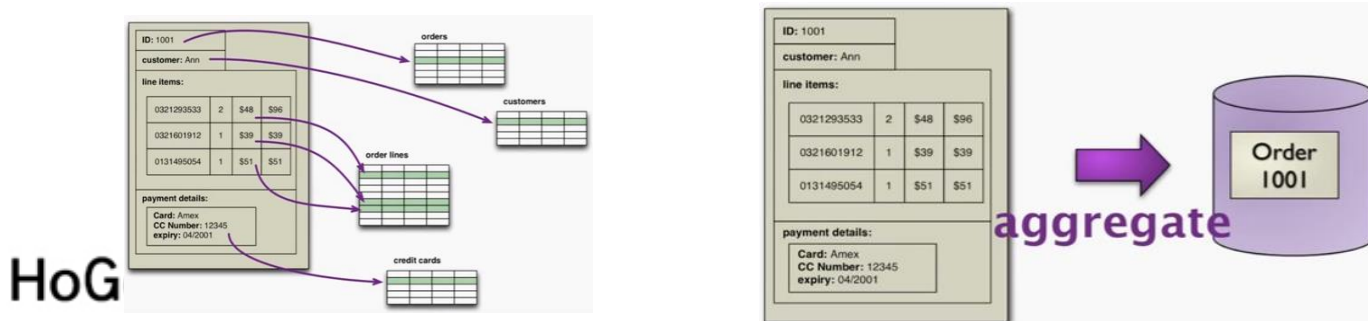 ID: 1001
customer: Ann
line items:
0321293533 2 $48 $96
0321601912 1 $39 $39
0131495054 1 $51 $51
payment details:
Card: Amex
CC Number: 12345
expiry: 04/2001
orders
customers
order lines
credit cards
HoG
ID: 1001
customer: Ann
line items:
0321293533 2 $48 $96
0321601912 1 $39 $39
0131495054 1 $51 $51
payment details:
Card: Amex
CC Number: 12345
expiry: 04/2001
aggregate
Order
1001